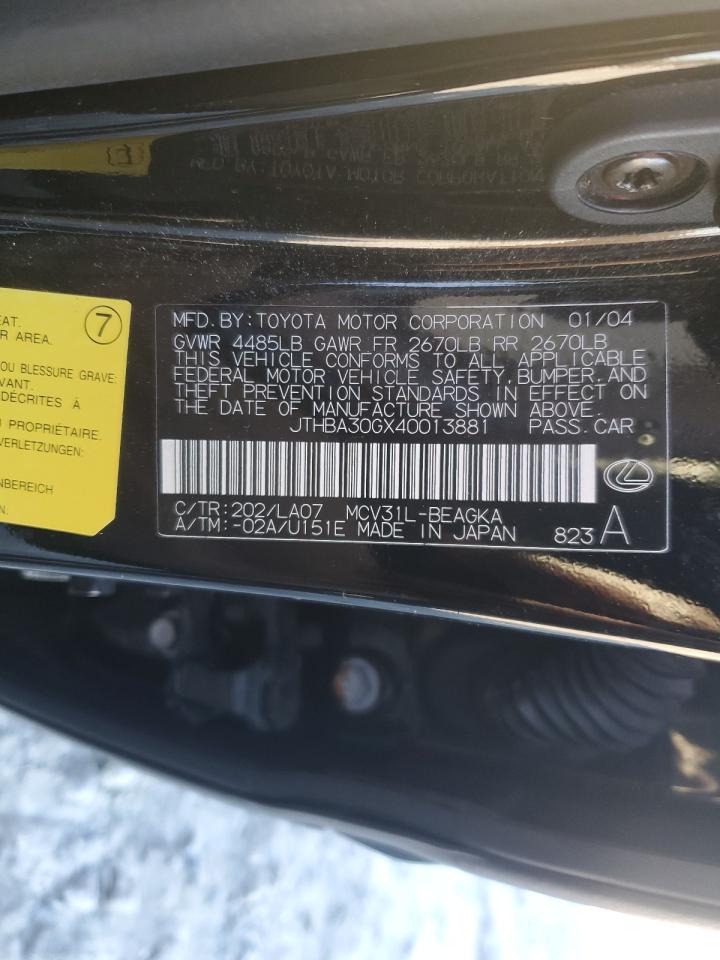 7
EAT.
R AREA.
OU BLESSURE GRAVE:
VANT.
DÉCRITES À
PROPRIÉTAIRE.
VERLETZUNGEN:
NBEREICH
N.
MFD. BY: TOYOTA MOTOR CORPORATION 01/04
GVWR 4485LB GAWR FR 2670LB RR 2670LB
THIS VEHICLE CONFORMS TO ALL APPLICABLE
FEDERAL MOTOR VEHICLE SAFETY, BUMPER, AND
THEFT PREVENTION STANDARDS IN EFFECT ON
THE DATE OF MANUFACTURE SHOWN ABOVE.
JTHBA30GX40013881 PASS.CAR
C/TR:202/LA07 MCV31L-BEAGKA
A/TM:-02A/U151E MADE IN JAPAN 823 A